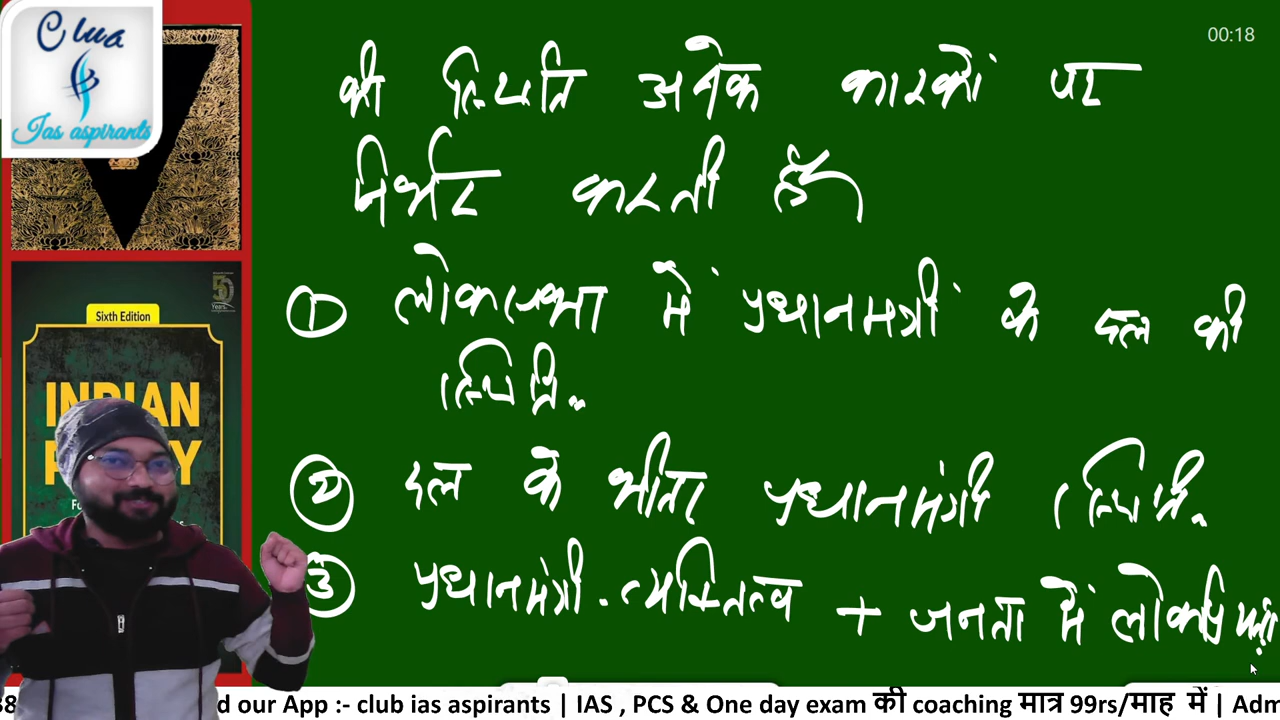 Clua
Ias aspirants
00:18
की स्थिति अनेक कारकों पर
निर्भर करती है
① लोकसभा में प्रधानमंत्री के दल की
स्थिति.
② दल के भीतर प्रधानमंत्री स्थिति.
③ प्रधानमंत्री . व्यक्तित्व + जनता में लोकप्रियता
50
Years
Sixth Edition
INDIAN
d our App :- club ias aspirants | IAS , PCS & One day exam की coaching मात्र 99rs/माह में | Adm